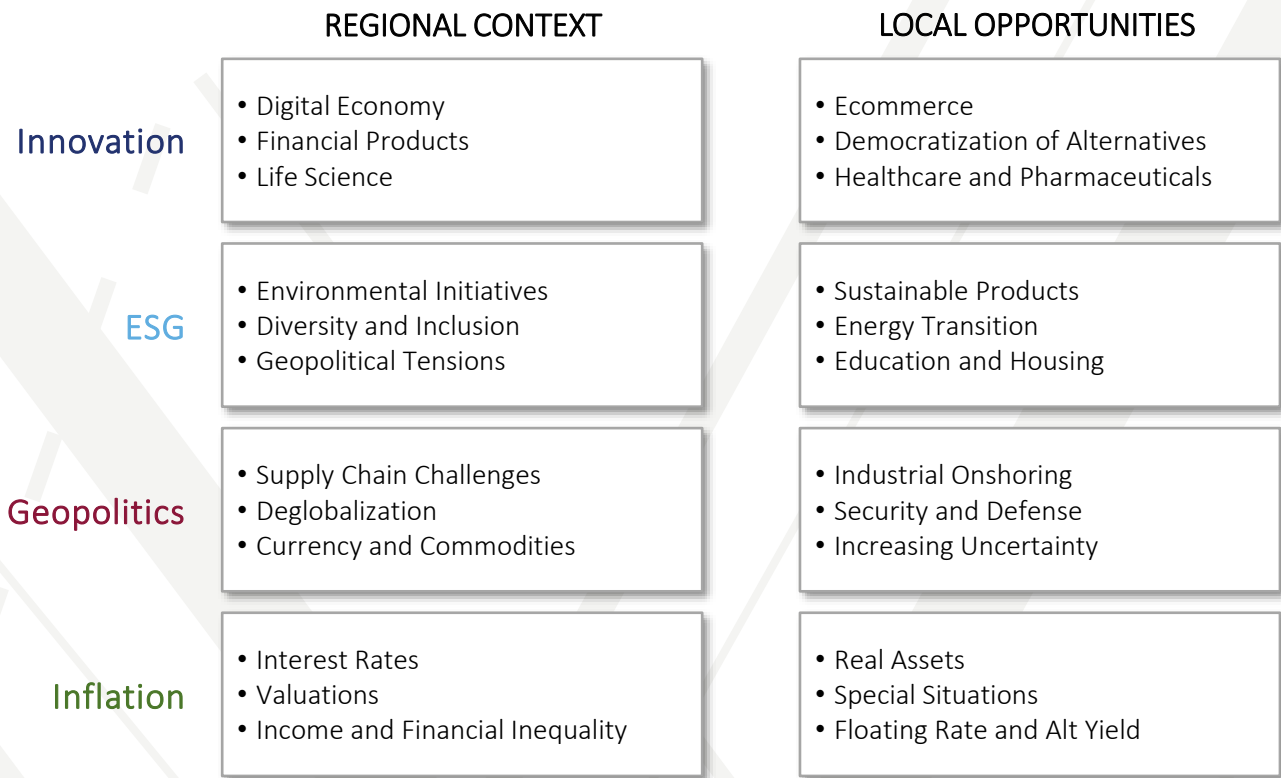 REGIONAL CONTEXT
LOCAL OPPORTUNITIES
Innovation
• Digital Economy
• Financial Products
• Life Science
• Ecommerce
• Democratization of Alternatives
• Healthcare and Pharmaceuticals
ESG
• Environmental Initiatives
• Diversity and Inclusion
• Geopolitical Tensions
• Sustainable Products
• Energy Transition
• Education and Housing
Geopolitics
• Supply Chain Challenges
• Deglobalization
• Currency and Commodities
• Industrial Onshoring
• Security and Defense
• Increasing Uncertainty
Inflation
• Interest Rates
• Valuations
• Income and Financial Inequality
• Real Assets
• Special Situations
• Floating Rate and Alt Yield